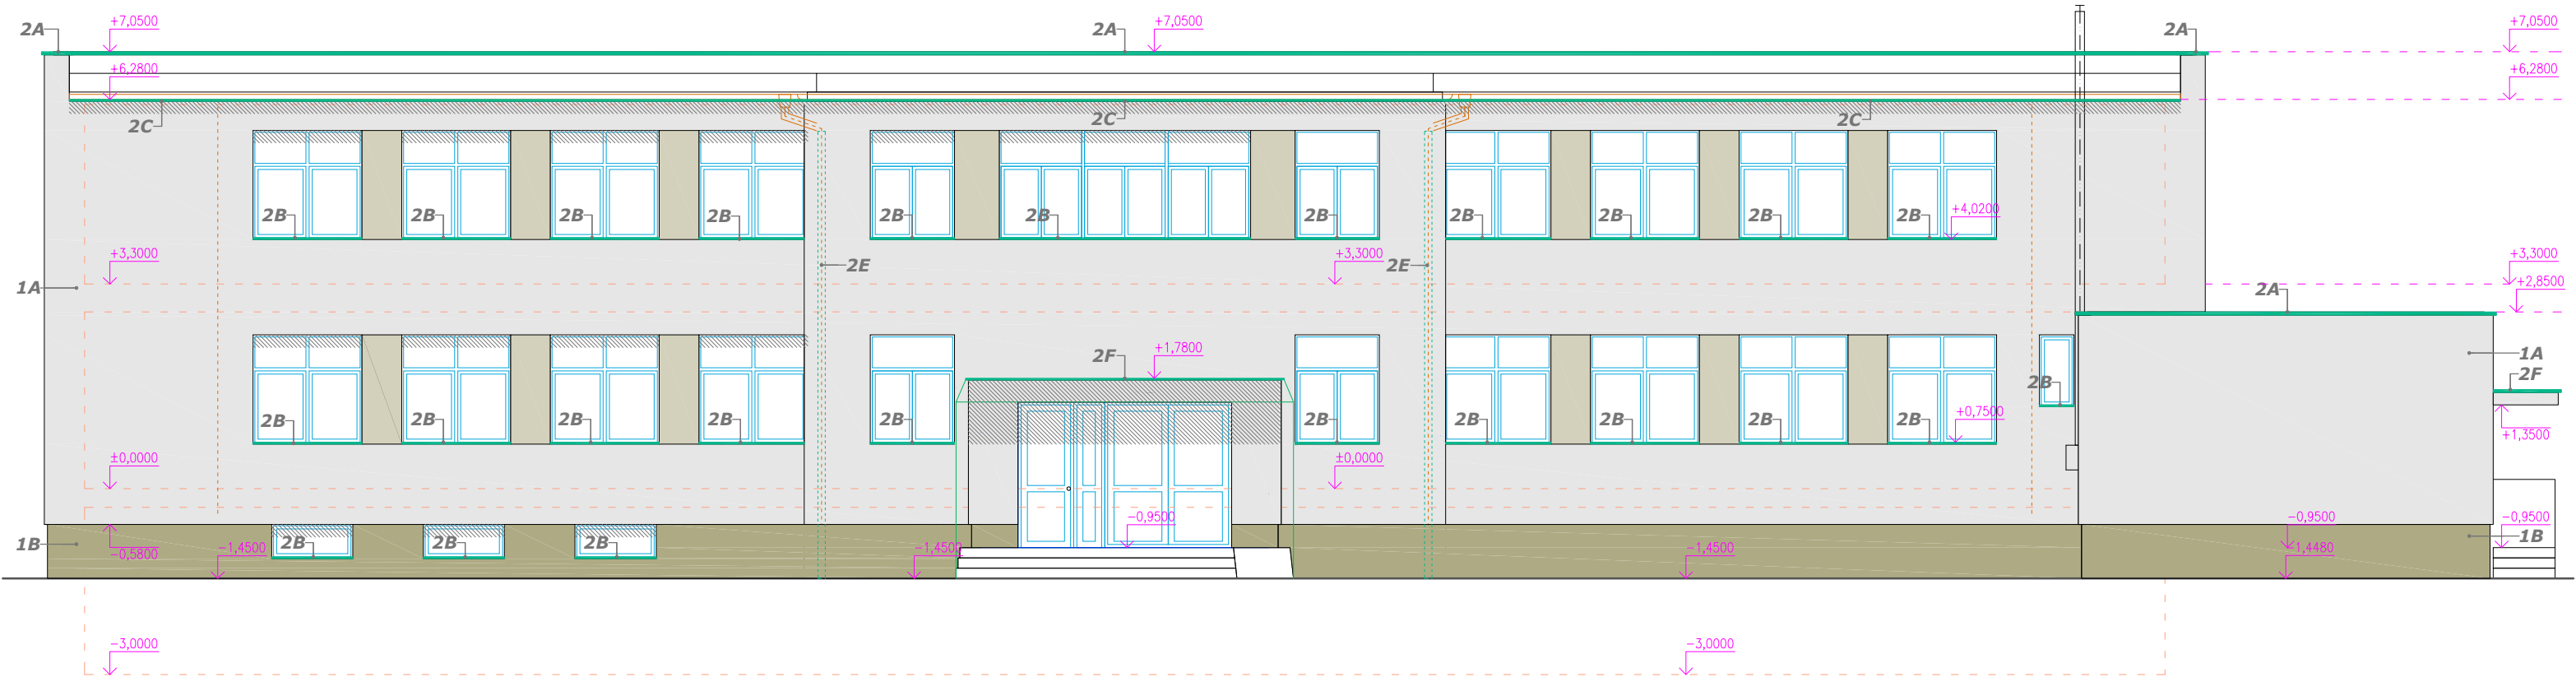 +7,0500 +7,0500 +7,0500
2A 2A 2A
+6,2800 +6,2800
2C 2C 2C
2B 2B 2B 2B 2B 2B 2B 2B 2B 2B 2B +4,0200
+3,3000 2E +3,3000 2E +3,3000
1A +2,8500
2A
+1,7800
2F 1A
2F
2B
2B 2B 2B 2B 2B 2B 2B 2B 2B 2B +0,7500
+1,3500
±0,0000 ±0,0000
-0,9500 -0,9500 -0,9500
1B 2B 2B 2B 1B
-0,5800 -1,4500 -1,4500 -1,4500 -1,4480
-3,0000 -3,0000